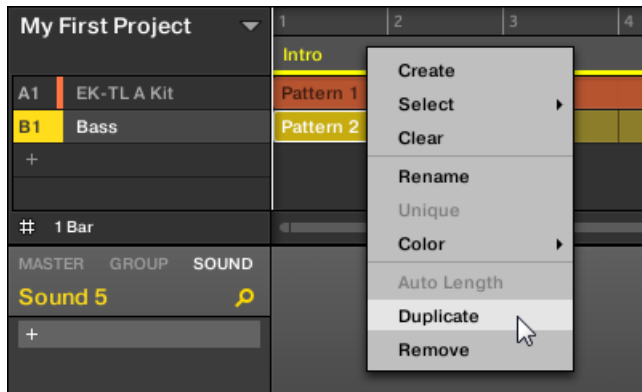 My First Project
1 2 3 4
Intro
A1 EK-TL A Kit Pattern 1
B1 Bass Pattern 2
+
1 Bar
MASTER GROUP SOUND
Sound 5
+
Create
Select
Clear
Rename
Unique
Color
Auto Length
Duplicate
Remove